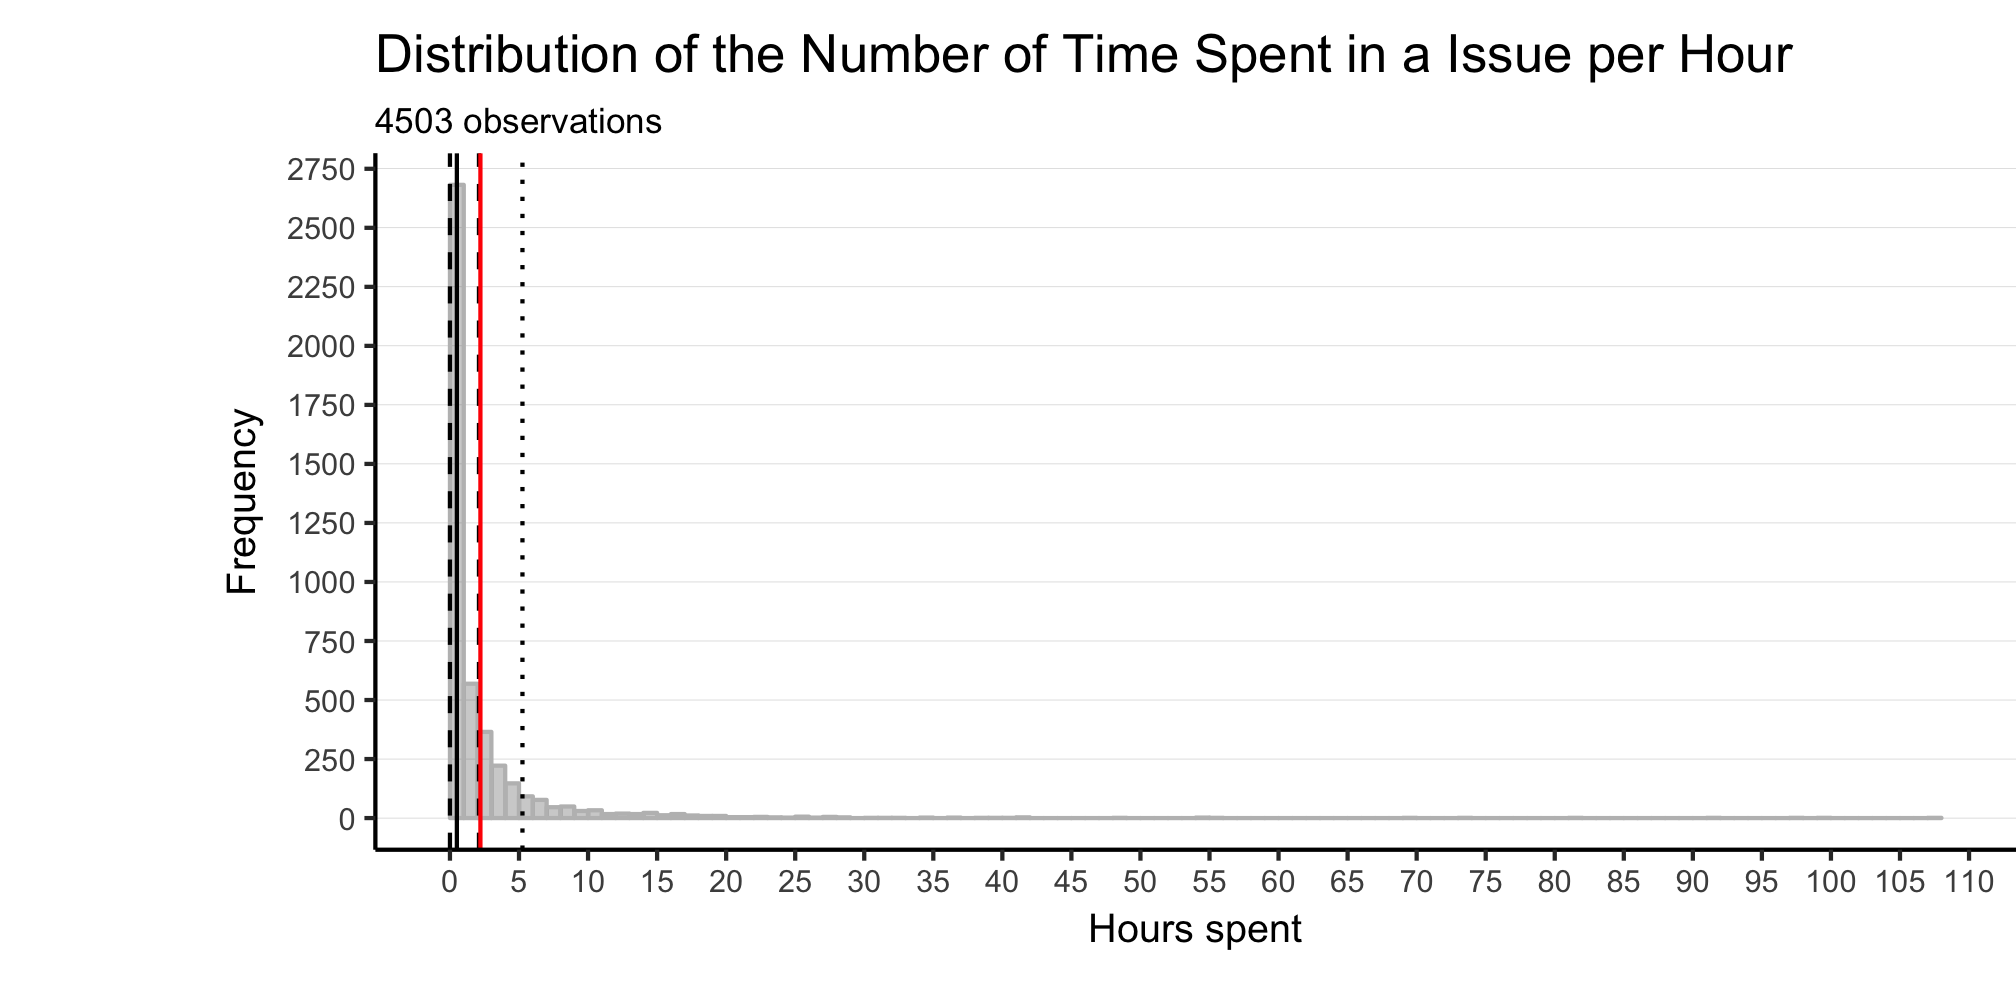 Distribution of the Number of Time Spent in a Issue per Hour
4503 observations
2750
2500
2250
2000
1750
1500
1250
1000
750
500
250
0
Frequency
0 5 10 15 20 25 30 35 40 45 50 55 60 65 70 75 80 85 90 95 100 105 110
Hours spent